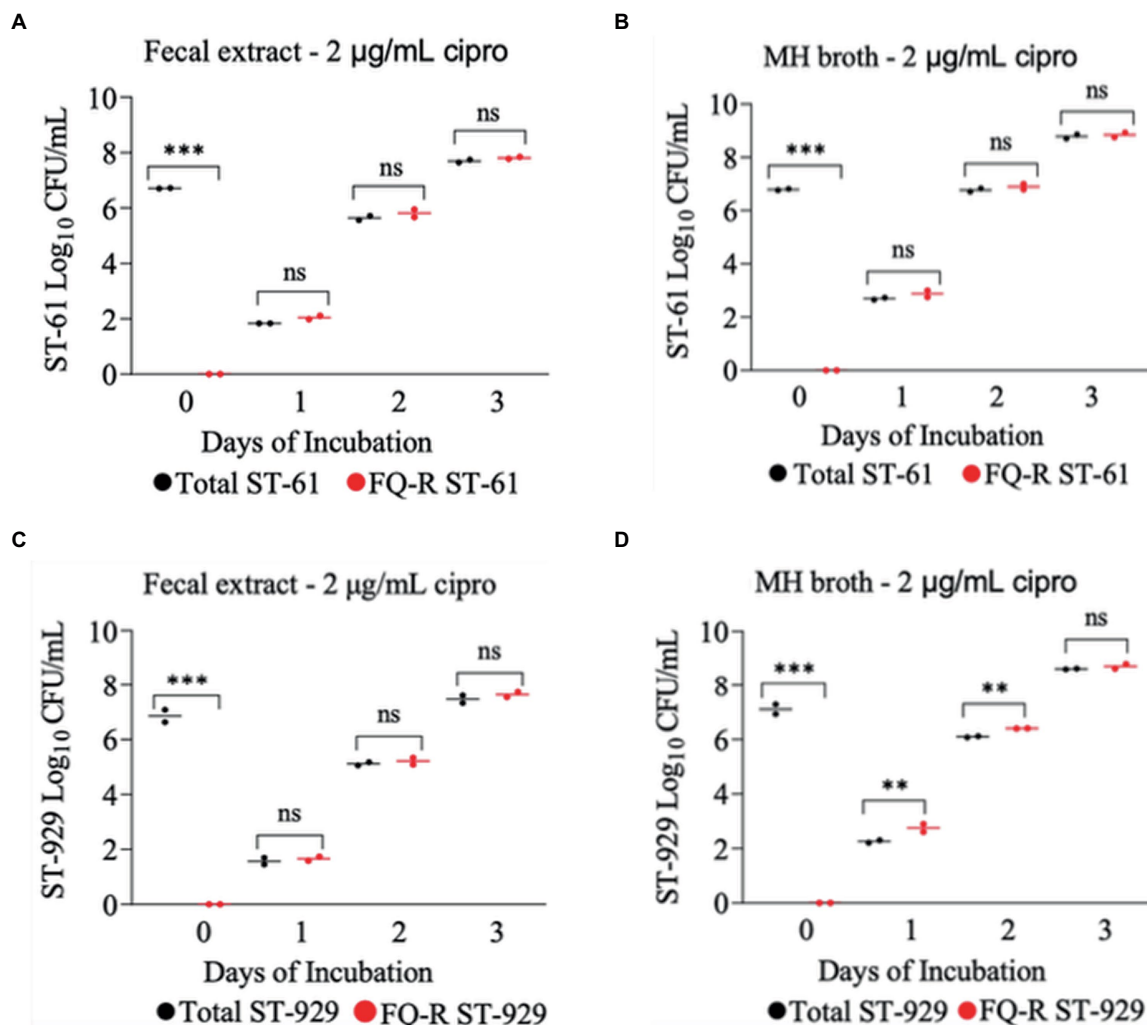 A
Fecal extract - 2 µg/mL cipro
ST-61 Log10 CFU/mL
10
8
6
4
2
0
***
ns
ns
ns
0 1 2 3
Days of Incubation
Total ST-61 FQ-R ST-61
B
MH broth - 2 µg/mL cipro
ST-61 Log10 CFU/mL
10
8
6
4
2
0
***
ns
ns
ns
0 1 2 3
Days of Incubation
Total ST-61 FQ-R ST-61
C
Fecal extract - 2 µg/mL cipro
ST-929 Log10 CFU/mL
10
8
6
4
2
0
***
ns
ns
ns
0 1 2 3
Days of Incubation
Total ST-929 FQ-R ST-929
D
MH broth - 2 µg/mL cipro
ST-929 Log10 CFU/mL
10
8
6
4
2
0
***
**
**
ns
0 1 2 3
Days of Incubation
Total ST-929 FQ-R ST-929